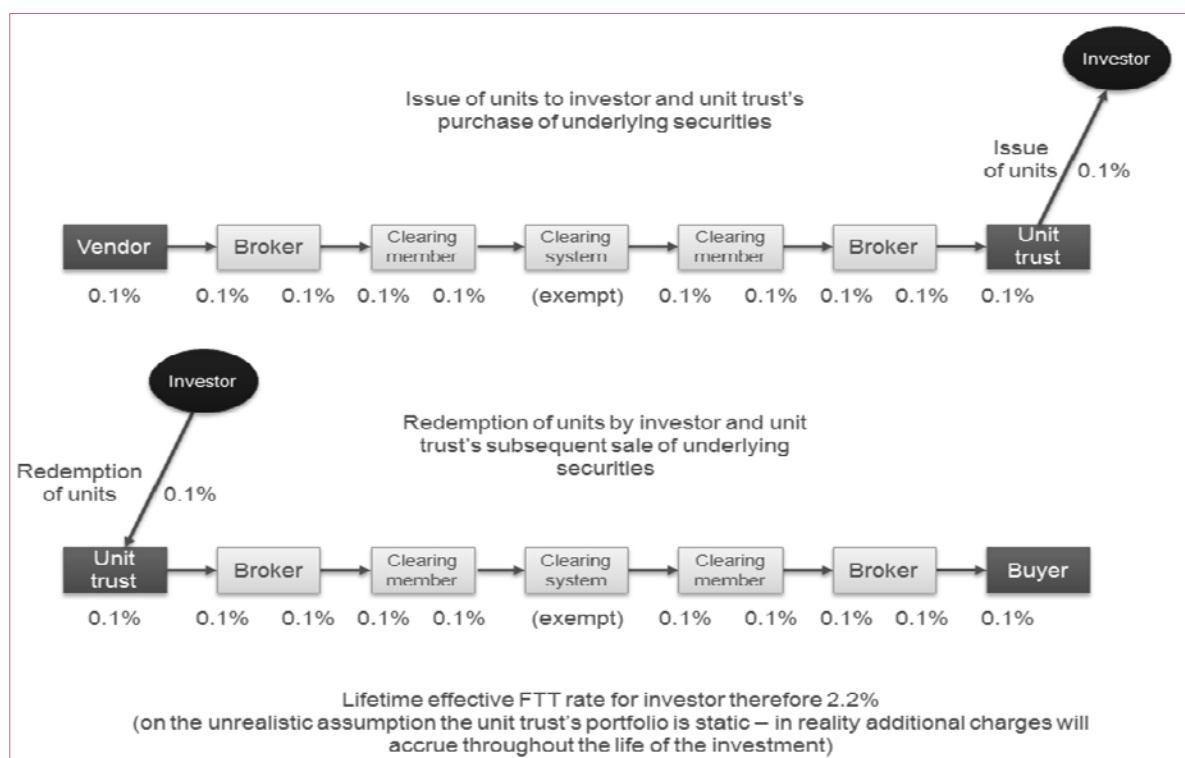 Investor
Issue of units to investor and unit trust's
purchase of underlying securities
Issue
of units
0.1%
Vendor
Broker
Clearing
member
Clearing
system
Clearing
member
Broker
Unit
trust
0.1% 0.1% 0.1% 0.1% 0.1% (exempt) 0.1% 0.1% 0.1% 0.1% 0.1%
Investor
Redemption of units by investor and unit
trust's subsequent sale of underlying
securities
Redemption
of units
0.1%
Unit
trust
Broker
Clearing
member
Clearing
system
Clearing
member
Broker
Buyer
0.1% 0.1% 0.1% 0.1% 0.1% (exempt) 0.1% 0.1% 0.1% 0.1% 0.1%
Lifetime effective FTT rate for investor therefore 2.2%
(on the unrealistic assumption the unit trust's portfolio is static – in reality additional charges will
accrue throughout the life of the investment)